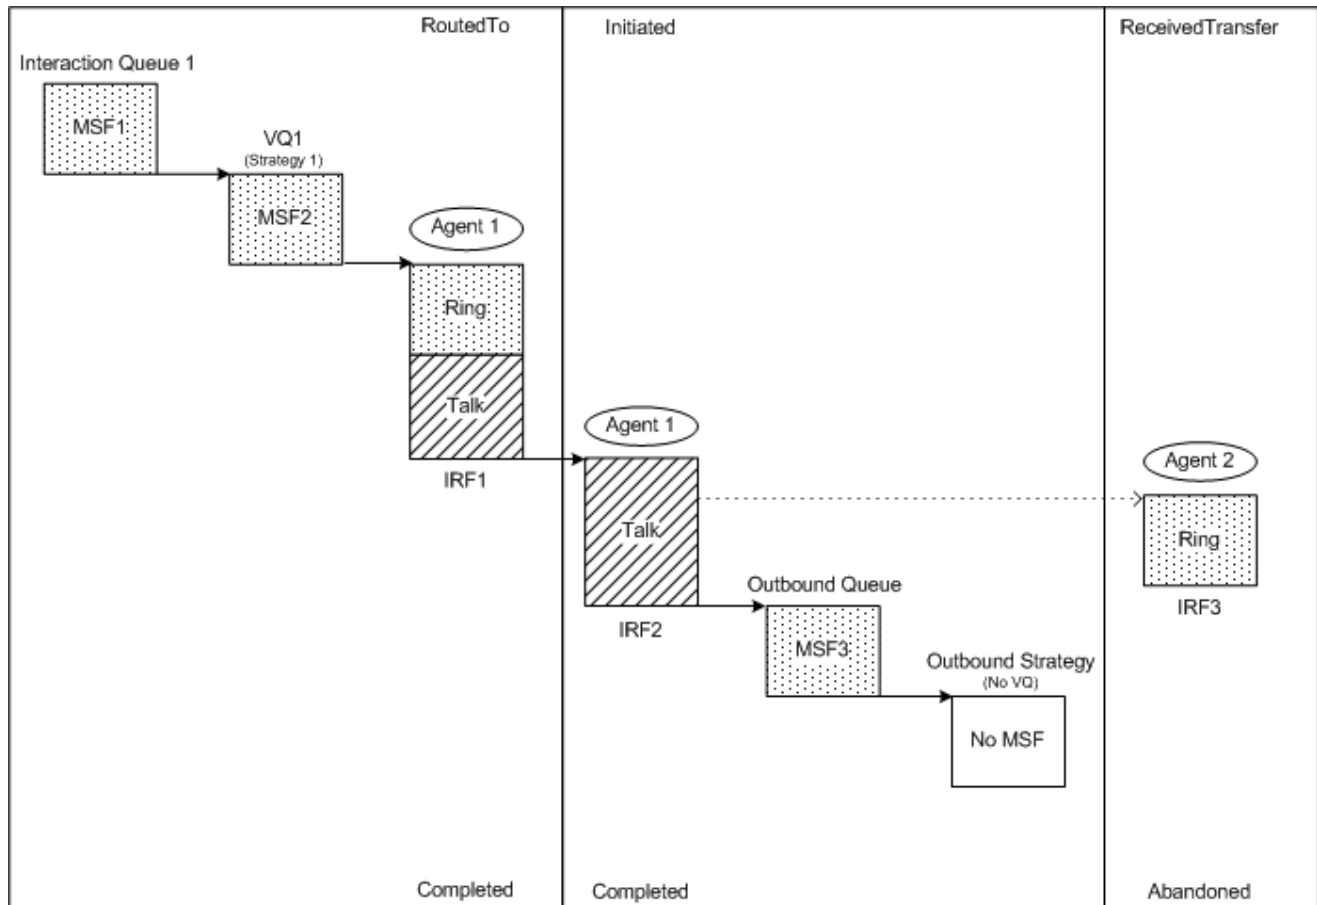 RoutedTo
Initiated
ReceivedTransfer
Interaction Queue 1
MSF1
VQ1
(Strategy 1)
MSF2
Agent 1
Ring
Talk
IRF1
Agent 1
Talk
IRF2
Agent 2
Ring
IRF3
Outbound Queue
MSF3
Outbound Strategy
(No VQ)
No MSF
Completed
Completed
Abandoned